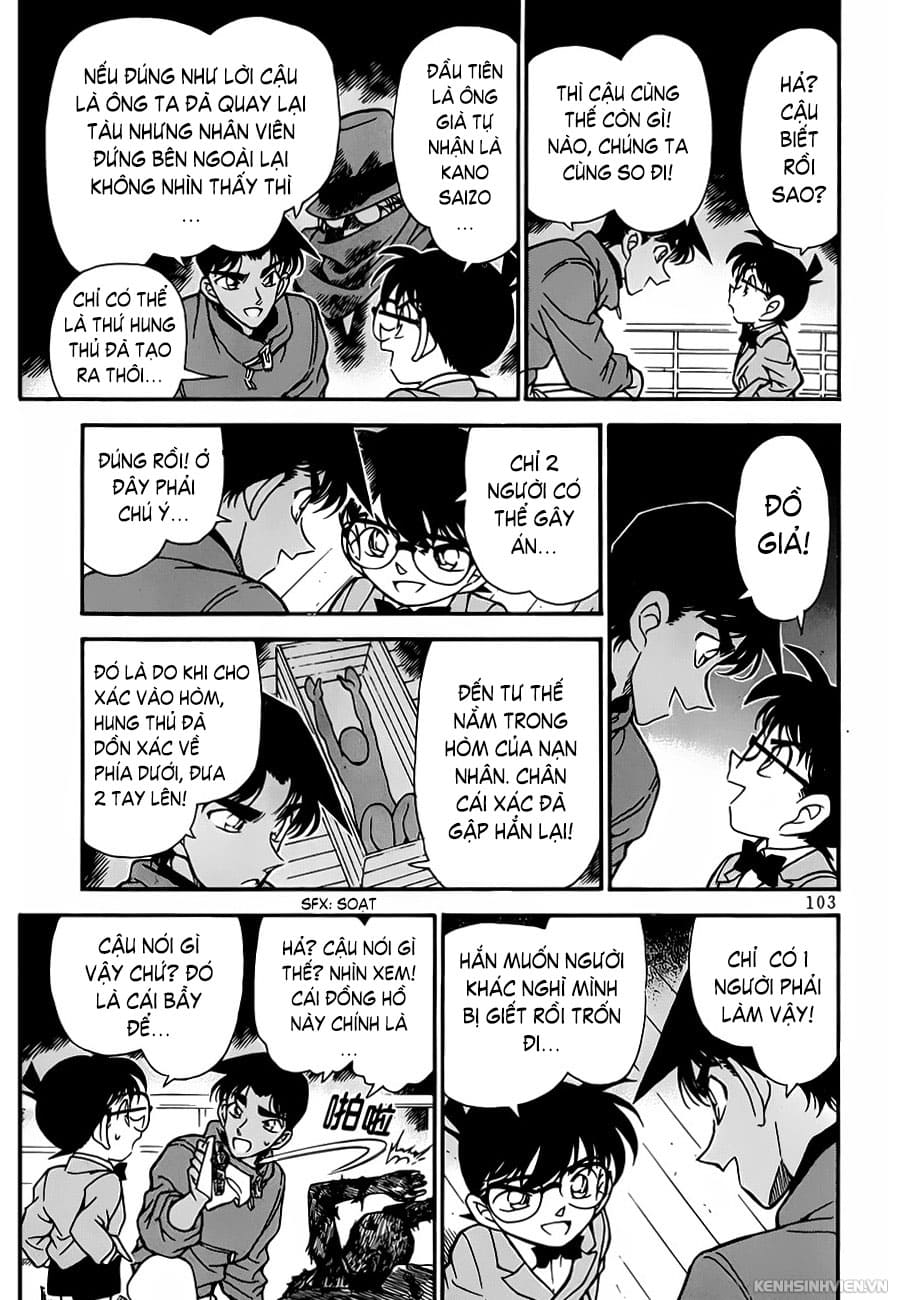 HẢ?
CẬU
BIẾT
RỒI
SAO?
THÌ CẬU CŨNG
THẾ CÒN GÌ!
NÀO, CHÚNG TA
CÙNG SO ĐI!
ĐẦU TIÊN
LÀ ÔNG
GIÀ TỰ
NHẬN LÀ
KANO
SAIZO
...
NẾU ĐÚNG NHƯ LỜI CẬU
LÀ ÔNG TA ĐÃ QUAY LẠI
TÀU NHƯNG NHÂN VIÊN
ĐỨNG BÊN NGOÀI LẠI
KHÔNG NHÌN THẤY THÌ
...
CHỈ CÓ THỂ
LÀ THỨ HUNG
THỦ ĐÃ TẠO
RA THÔI...
ĐỒ
GIẢ!
CHỈ 2
NGƯỜI CÓ
THỂ GÂY
ÁN...
ĐÚNG RỒI! Ở
ĐÂY PHẢI
CHÚ Ý...
ĐẾN TƯ THẾ
NẰM TRONG
HÒM CỦA NẠN
NHÂN. CHÂN
CÁI XÁC ĐÃ
GẬP HẲN LẠI!
ĐÓ LÀ DO KHI CHO
XÁC VÀO HÒM,
HUNG THỦ ĐÃ
DỒN XÁC VỀ
PHÍA DƯỚI, ĐƯA
2 TAY LÊN!
SFX: SOẠT
103
CHỈ CÓ 1
NGƯỜI PHẢI
LÀM VẬY!
HẮN MUỐN NGƯỜI
KHÁC NGHĨ MÌNH
BỊ GIẾT RỒI TRỐN
ĐI...
HẢ? CẬU NÓI GÌ
THẾ? NHÌN XEM!
CÁI ĐỒNG HỒ
NÀY CHÍNH LÀ
...
CẬU NÓI GÌ
VẬY CHỨ? ĐÓ
LÀ CÁI BẪY
ĐỂ...
啪啦
KENHSINHVIEN.VN